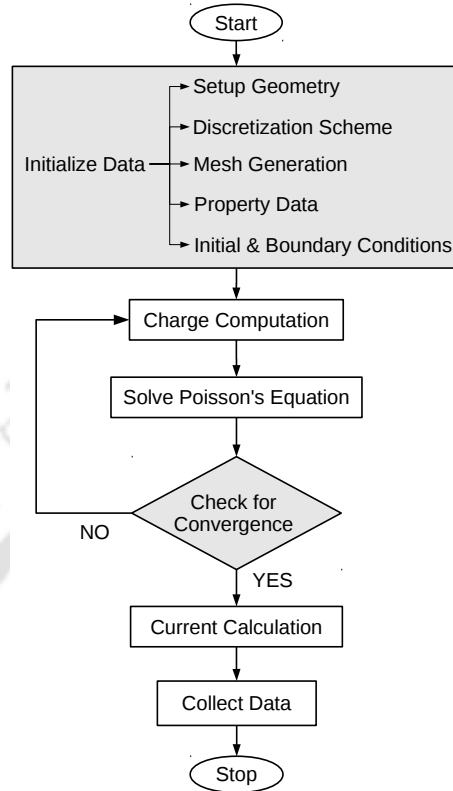 Start
Initialize Data
Setup Geometry
Discretization Scheme
Mesh Generation
Property Data
Initial & Boundary Conditions
Charge Computation
Solve Poisson's Equation
Check for
Convergence
NO
YES
Current Calculation
Collect Data
Stop